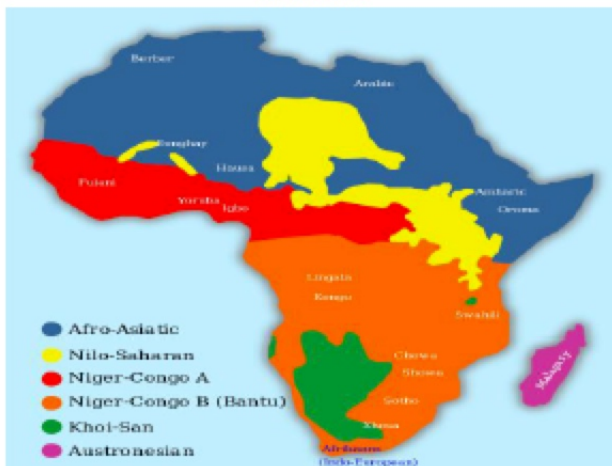 Berber
Arabic
Songhay
Hausa
Fulani
Yoruba
Igbo
Amharic
Oromo
Lingala
Kongo
Swahili
Chewa
Shona
Sotho
Xhosa
Malagasy
Afrikaans
(Indo-European)
Afro-Asiatic
Nilo-Saharan
Niger-Congo A
Niger-Congo B (Bantu)
Khoi-San
Austronesian